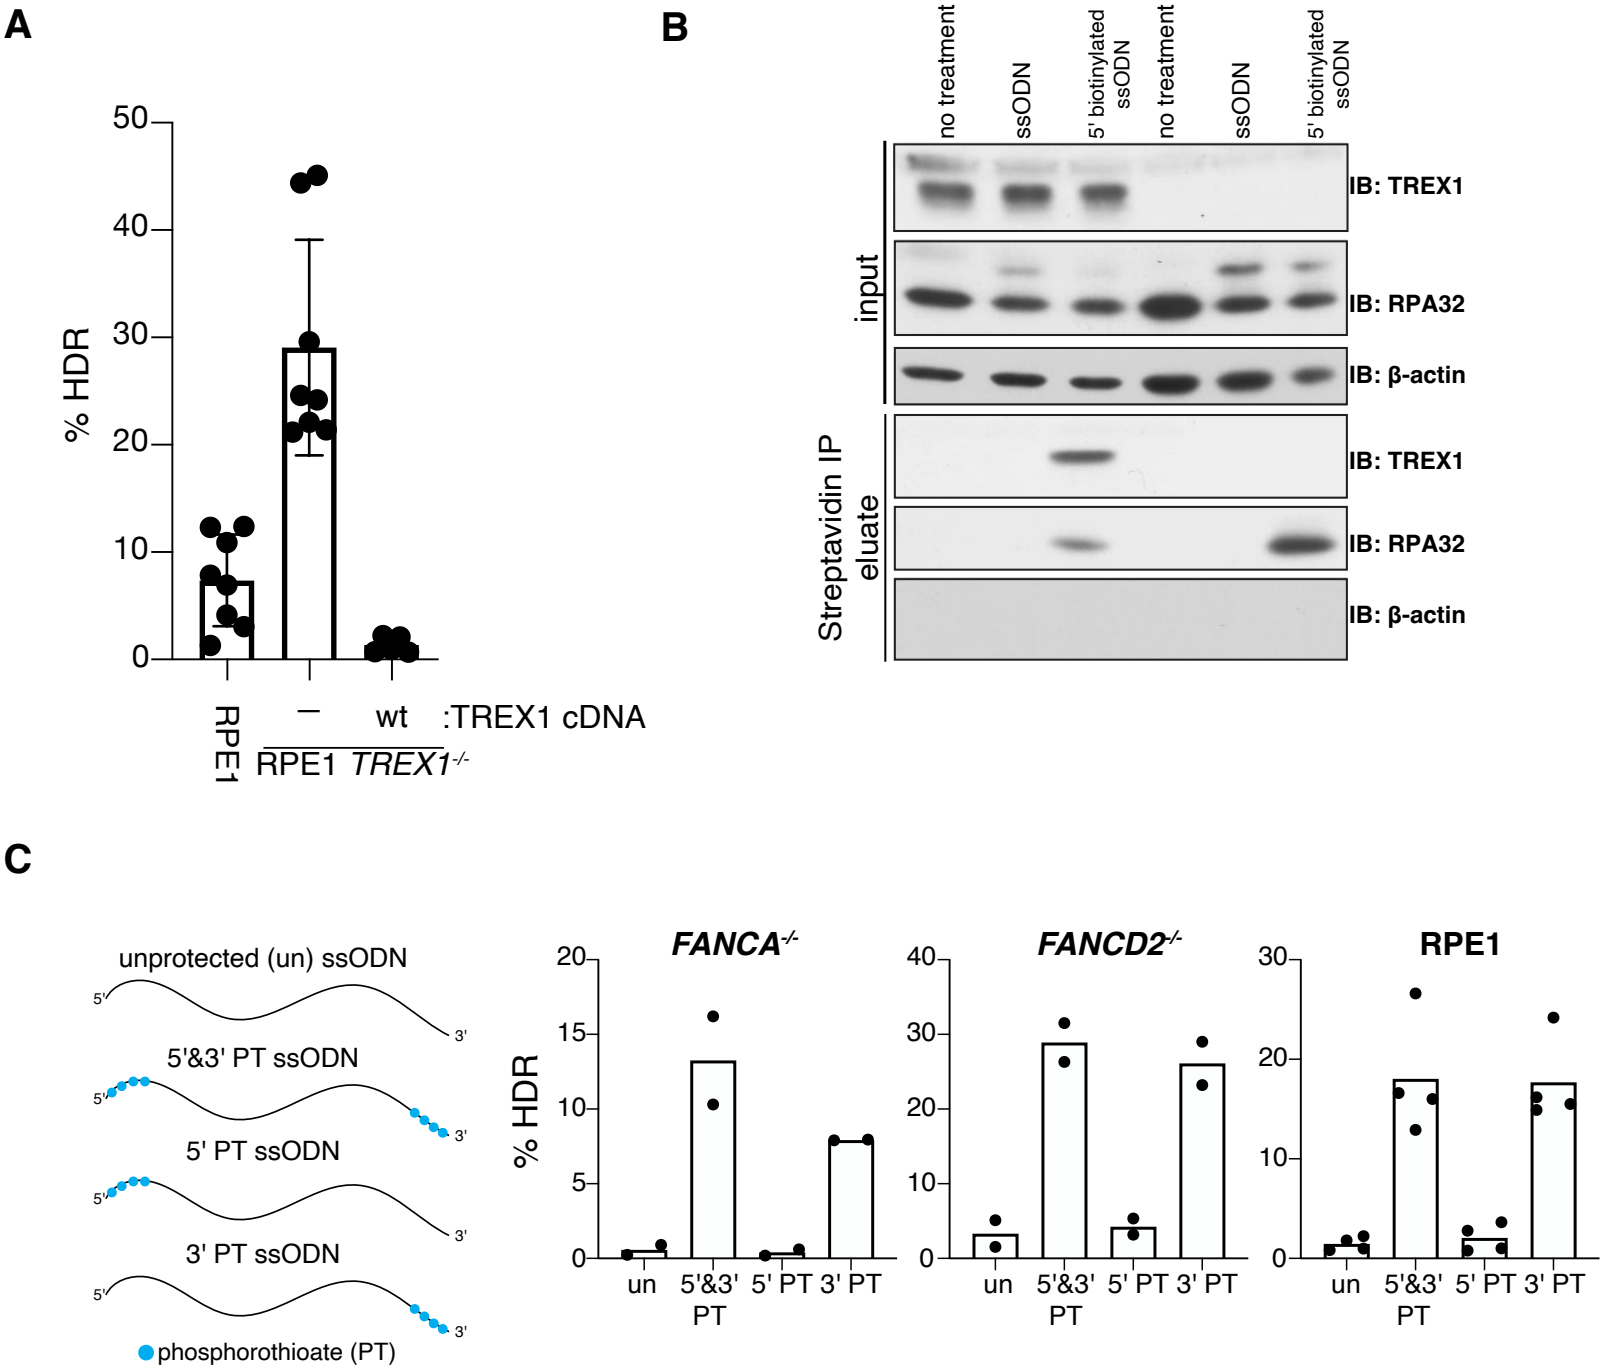 A
% HDR
50
40
30
20
10
0
RPE1
–
wt
:TREX1 cDNA
RPE1 TREX1-/-
B
no treatment
ssODN
5' biotinylated
ssODN
no treatment
ssODN
5' biotinylated
ssODN
input
IB: TREX1
IB: RPA32
IB: β-actin
Streptavidin IP
eluate
IB: TREX1
IB: RPA32
IB: β-actin
C
unprotected (un) ssODN
5'
3'
5'&3' PT ssODN
5'
3'
5' PT ssODN
5'
3'
3' PT ssODN
5'
3'
phosphorothioate (PT)
FANCA-/-
% HDR
20
15
10
5
0
un
5'&3'
PT
5' PT
3' PT
FANCD2-/-
40
30
20
10
0
un
5'&3'
PT
5' PT
3' PT
RPE1
30
20
10
0
un
5'&3'
PT
5' PT
3' PT